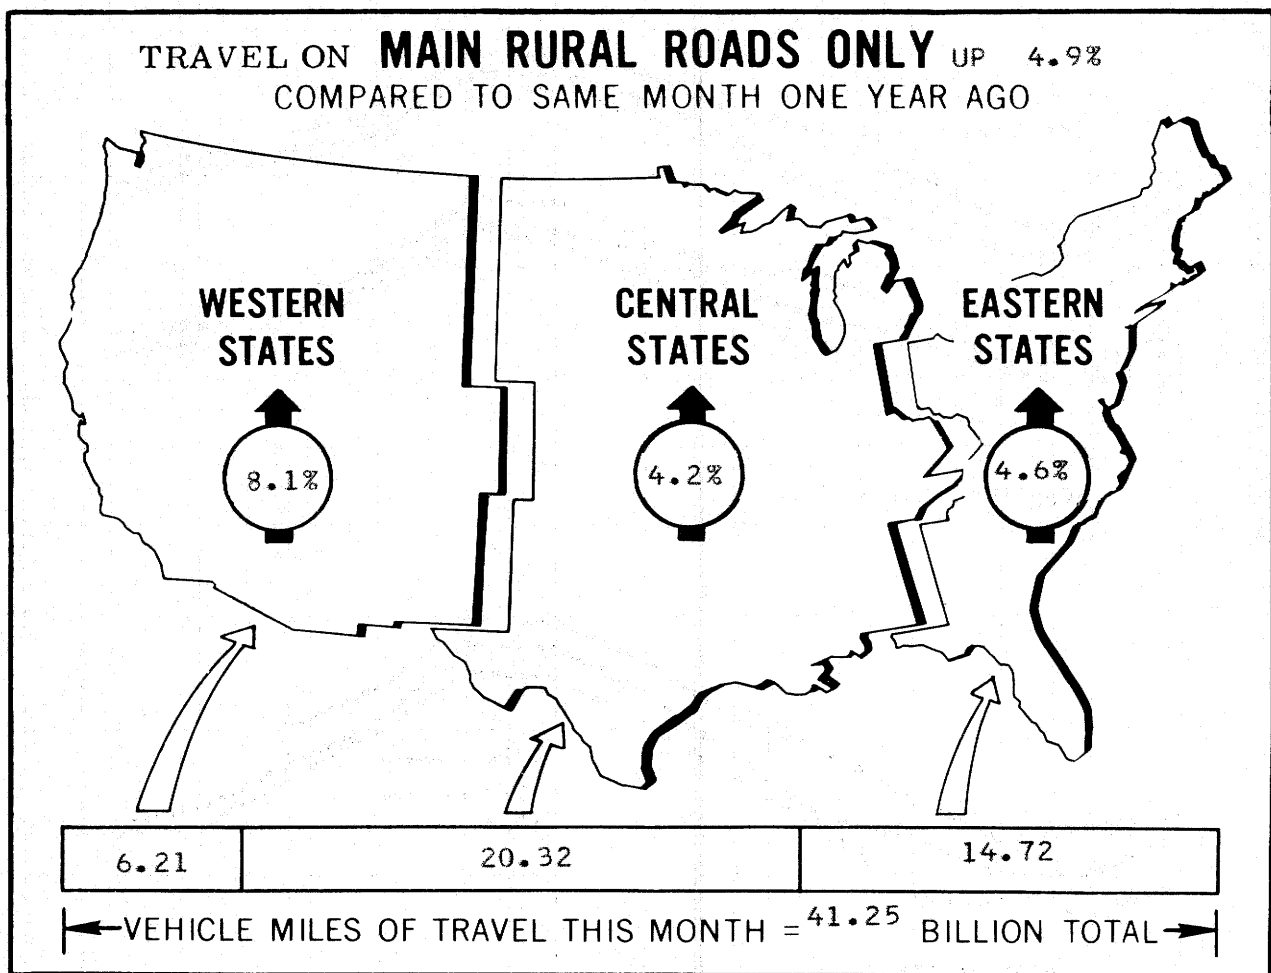 TRAVEL ON MAIN RURAL ROADS ONLY UP 4.9%
COMPARED TO SAME MONTH ONE YEAR AGO
WESTERN
STATES
8.1%
CENTRAL
STATES
4.2%
EASTERN
STATES
4.6%
6.21
20.32
14.72
VEHICLE MILES OF TRAVEL THIS MONTH = 41.25 BILLION TOTAL